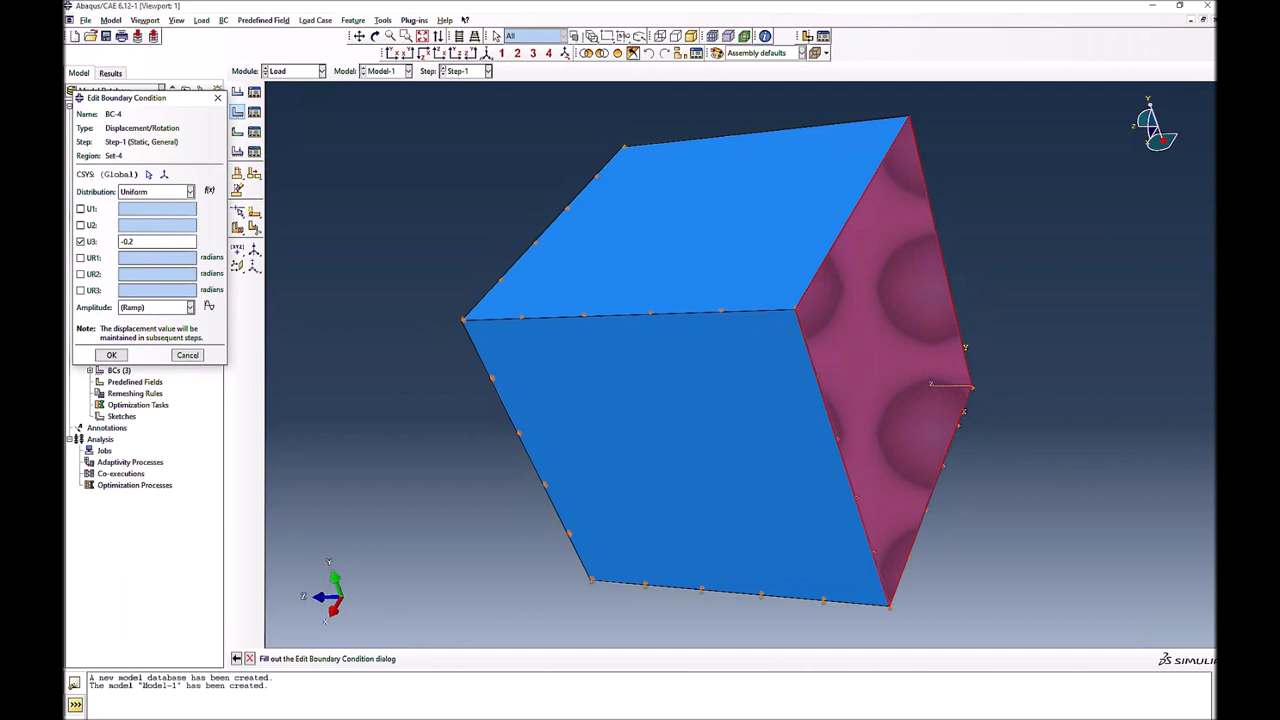 Abaqus/CAE 6.12-1 [Viewport: 1]
File Model Viewport View Load BC Predefined Field Load Case Feature Tools Plug-ins Help
All
1 2 3 4 Assembly defaults
Model Results Module: Load Model: Model-1 Step: Step-1
Edit Boundary Condition
Name: BC-4
Type: Displacement/Rotation
Step: Step-1 (Static, General)
Region: Set-4
CSYS: (Global)
Distribution: Uniform f(x)
U1:
U2:
U3: -0.2
UR1: radians
UR2: radians
UR3: radians
Amplitude: (Ramp)
Note: The displacement value will be
maintained in subsequent steps.
OK Cancel
BCs (3)
Predefined Fields
Remeshing Rules
Optimization Tasks
Sketches
Annotations
Analysis
Jobs
Adaptivity Processes
Co-executions
Optimization Processes
Y
Z
X
Fill out the Edit Boundary Condition dialog
SIMULI
A new model database has been created.
The model "Model-1" has been created.
>>>